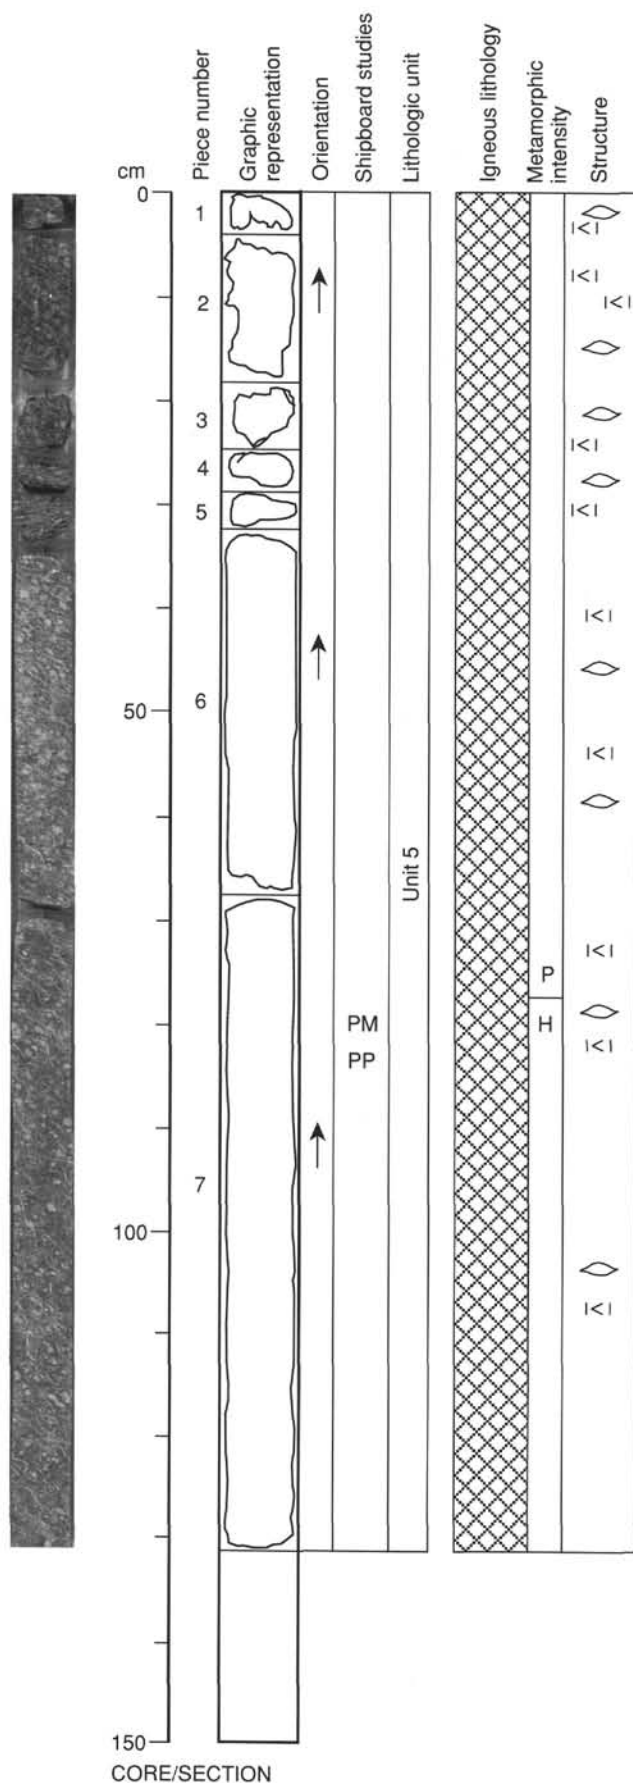 cm
Piece number
Graphic
representation
Orientation
Shipboard studies
Lithologic unit
Igneous lithology
Metamorphic
intensity
Structure
0
1
2
3
4
5
6
50
Unit 5
P
PM
H
PP
7
100
150
CORE/SECTION